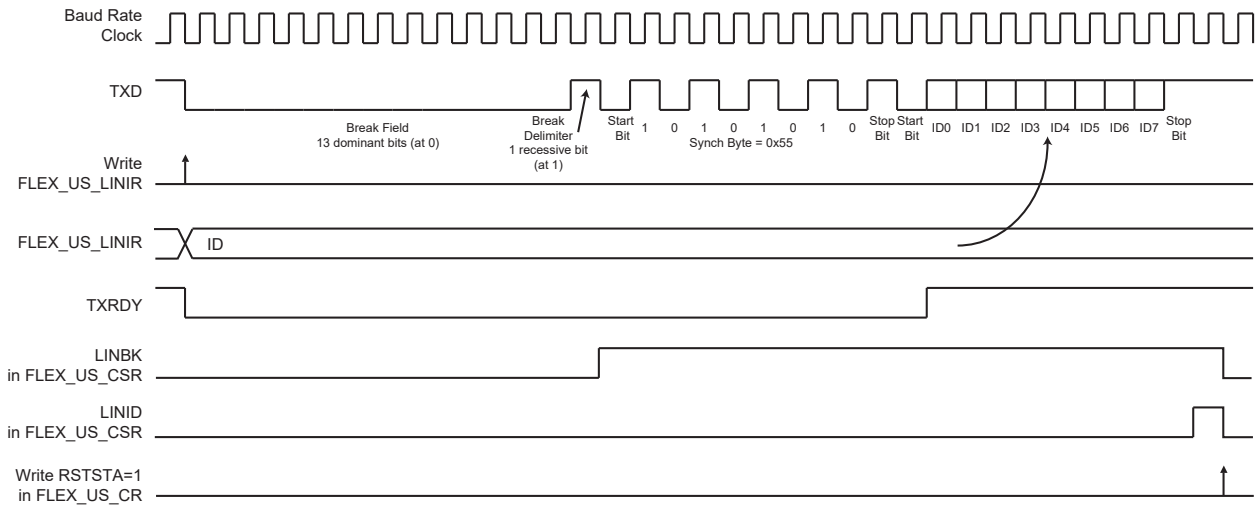 Baud Rate
Clock
TXD
Break Field
13 dominant bits (at 0)
Break
Delimiter
1 recessive bit
(at 1)
Start
Bit
1 0 1 0 1 0 1 0
Synch Byte = 0x55
Stop
Bit
Start
Bit
ID0 ID1 ID2 ID3 ID4 ID5 ID6 ID7
Stop
Bit
Write
FLEX_US_LINIR
FLEX_US_LINIR
ID
TXRDY
LINBK
in FLEX_US_CSR
LINID
in FLEX_US_CSR
Write RSTSTA=1
in FLEX_US_CR